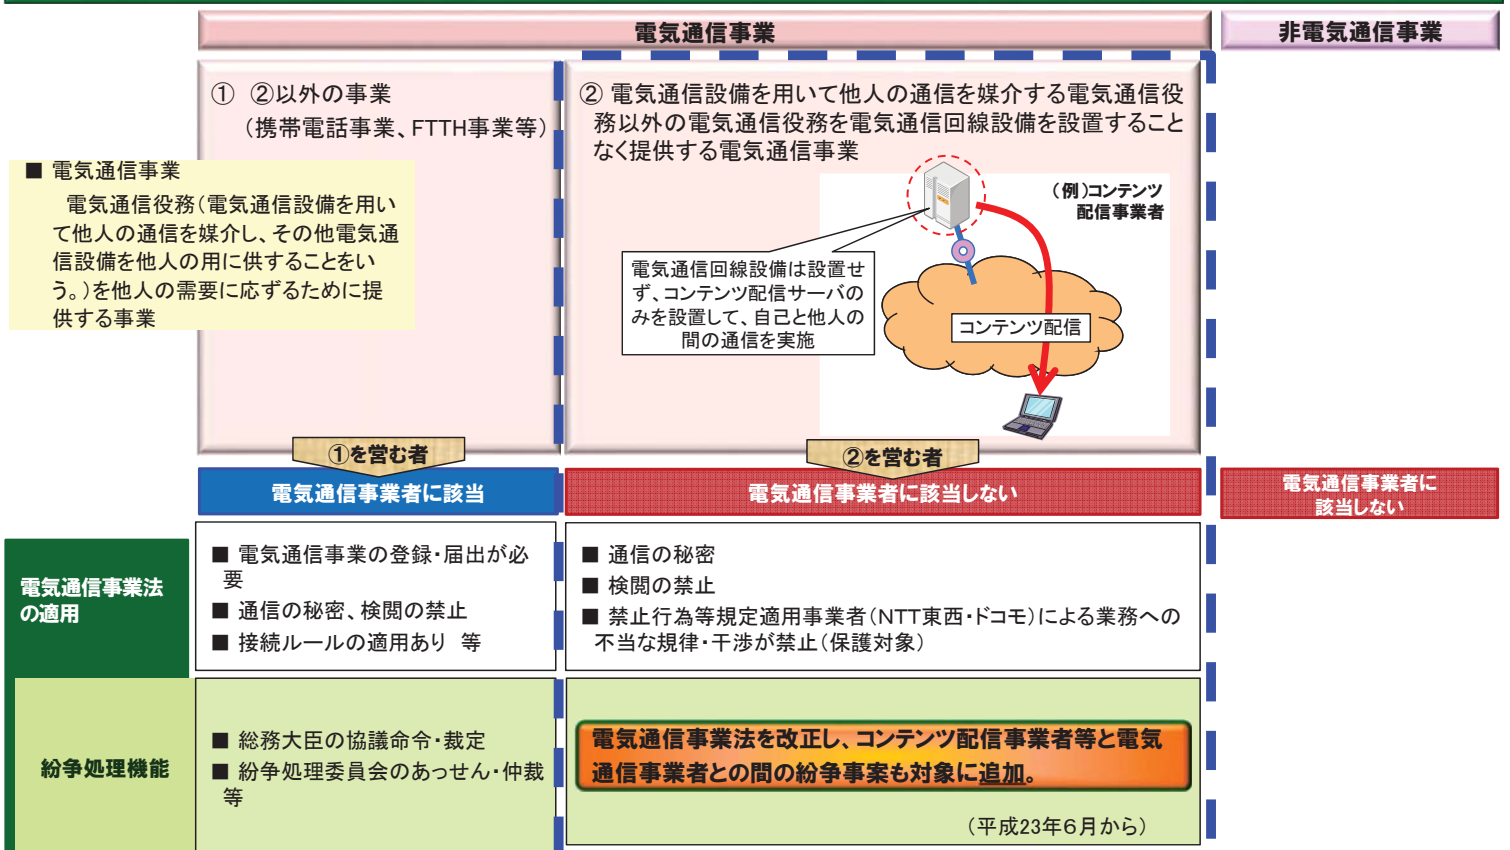 電気通信事業
非電気通信事業
① ②以外の事業
（携帯電話事業、FTTH事業等）
② 電気通信設備を用いて他人の通信を媒介する電気通信役
務以外の電気通信役務を電気通信回線設備を設置すること
なく提供する電気通信事業
■ 電気通信事業
電気通信役務（電気通信設備を用い
て他人の通信を媒介し、その他電気通
信設備を他人の用に供することをい
う。）を他人の需要に応ずるために提
供する事業
（例）コンテンツ
配信事業者
電気通信回線設備は設置せ
ず、コンテンツ配信サーバの
みを設置して、自己と他人の
間の通信を実施
コンテンツ配信
①を営む者
②を営む者
電気通信事業者に該当
電気通信事業者に該当しない
電気通信事業者に
該当しない
電気通信事業法
の適用
■ 電気通信事業の登録・届出が必
要
■ 通信の秘密、検閲の禁止
■ 接続ルールの適用あり 等
■ 通信の秘密
■ 検閲の禁止
■ 禁止行為等規定適用事業者（NTT東西・ドコモ）による業務への
不当な規律・干渉が禁止（保護対象）
紛争処理機能
■ 総務大臣の協議命令・裁定
■ 紛争処理委員会のあっせん・仲裁
等
電気通信事業法を改正し、コンテンツ配信事業者等と電気
通信事業者との間の紛争事案も対象に追加。
（平成23年６月から）